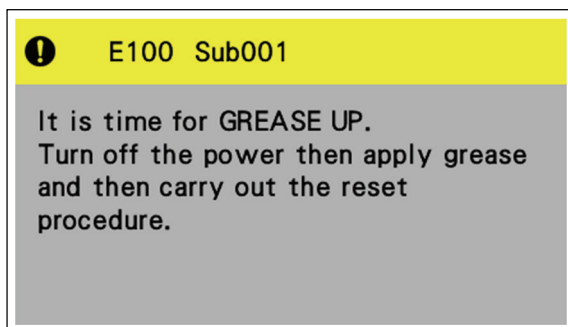 E100 Sub001
It is time for GREASE UP.
Turn off the power then apply grease
and then carry out the reset
procedure.